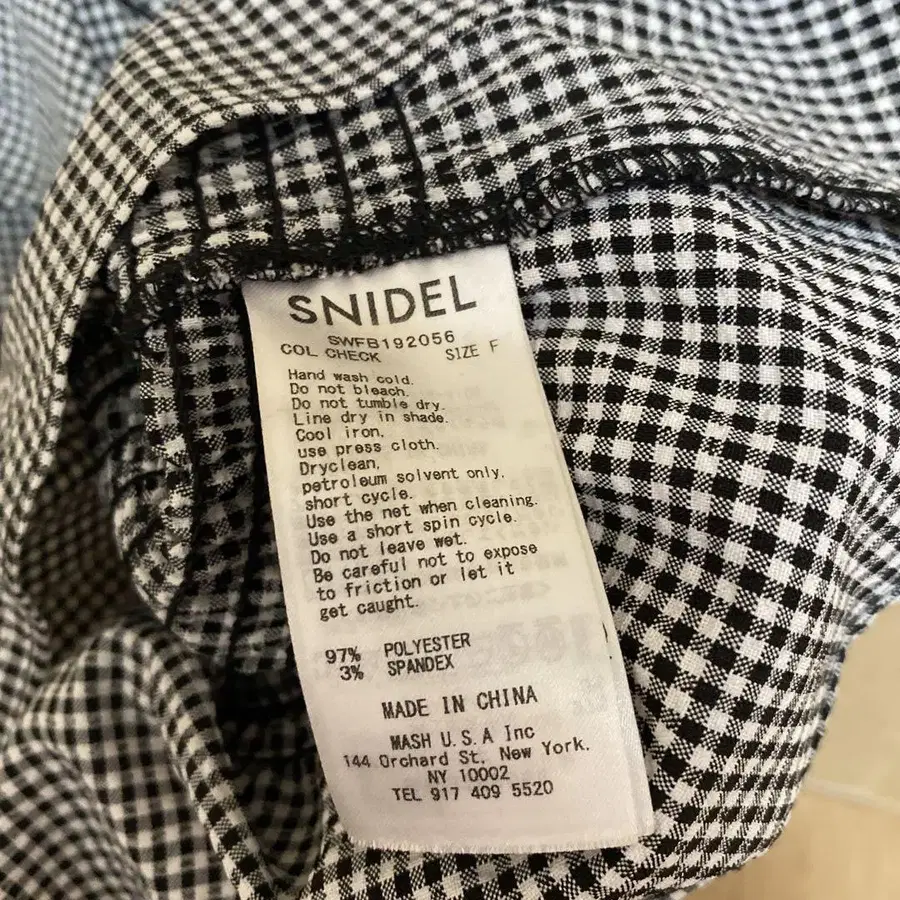 SNIDEL
SWFB192056
COL CHECK SIZE F
Hand wash cold.
Do not bleach.
Do not tumble dry.
Line dry in shade.
Cool iron,
use press cloth.
Dryclean,
petroleum solvent only,
short cycle.
Use the net when cleaning.
Use a short spin cycle.
Do not leave wet.
Be careful not to expose
to friction or let it
get caught.
97% POLYESTER
3% SPANDEX
MADE IN CHINA
MASH U.S.A Inc
144 Orchard St, New York,
NY 10002
TEL 917 409 5520